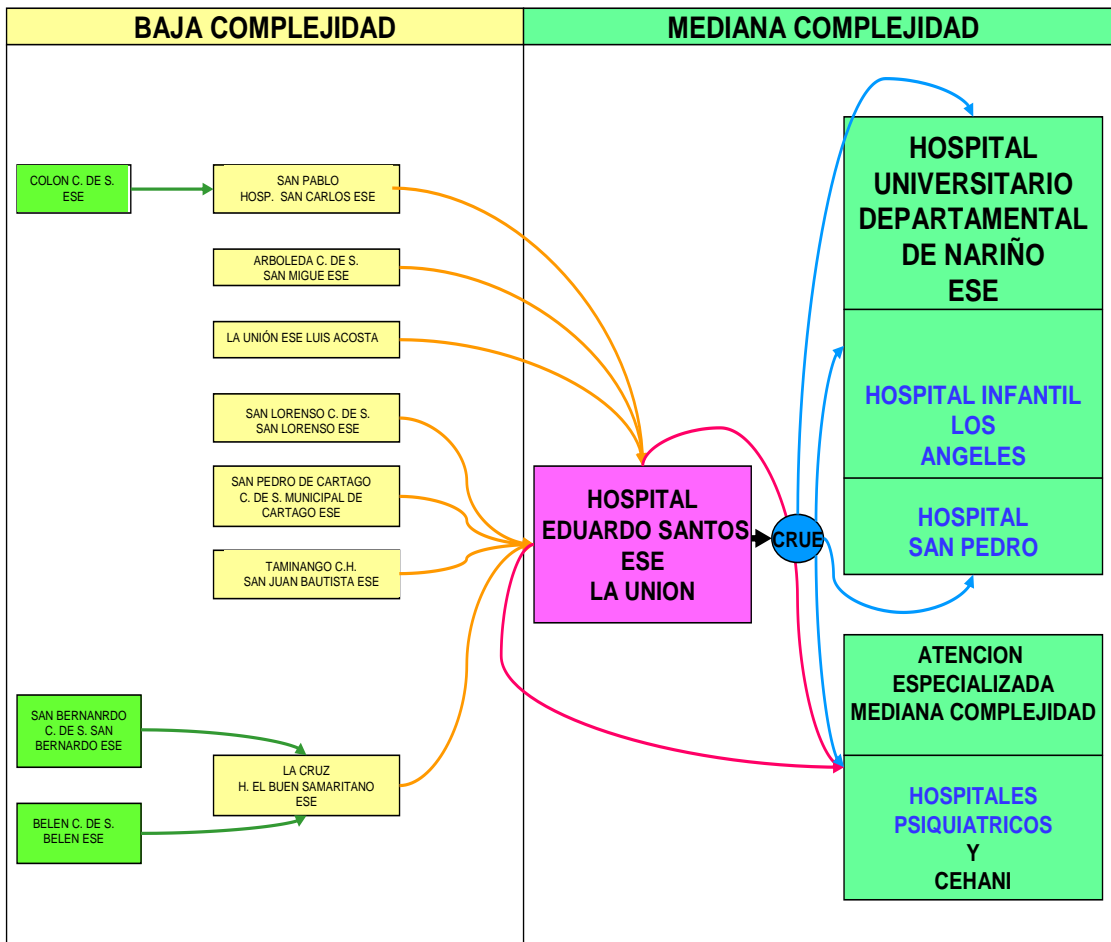 BAJA COMPLEJIDAD
MEDIANA COMPLEJIDAD
COLON C. DE S.
ESE
SAN PABLO
HOSP. SAN CARLOS ESE
ARBOLEDA C. DE S.
SAN MIGUE ESE
LA UNIÓN ESE LUIS ACOSTA
SAN LORENSO C. DE S.
SAN LORENSO ESE
SAN PEDRO DE CARTAGO
C. DE S. MUNICIPAL DE
CARTAGO ESE
TAMINANGO C.H.
SAN JUAN BAUTISTA ESE
SAN BERNANRDO
C. DE S. SAN
BERNARDO ESE
LA CRUZ
H. EL BUEN SAMARITANO
ESE
BELEN C. DE S.
BELEN ESE
HOSPITAL
EDUARDO SANTOS
ESE
LA UNION
CRUE
HOSPITAL
UNIVERSITARIO
DEPARTAMENTAL
DE NARIÑO
ESE
HOSPITAL INFANTIL
LOS
ANGELES
HOSPITAL
SAN PEDRO
ATENCION
ESPECIALIZADA
MEDIANA COMPLEJIDAD
HOSPITALES
PSIQUIATRICOS
Y
CEHANI